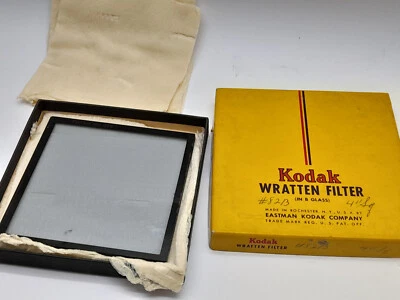 Kodak
WRATTEN FILTER
(IN B GLASS)
#82B
MADE IN ROCHESTER, N. Y., U. S. A. BY
EASTMAN KODAK COMPANY
TRADE MARK REG. U. S. PAT. OFF.
Kodak
WRATTEN FILTER